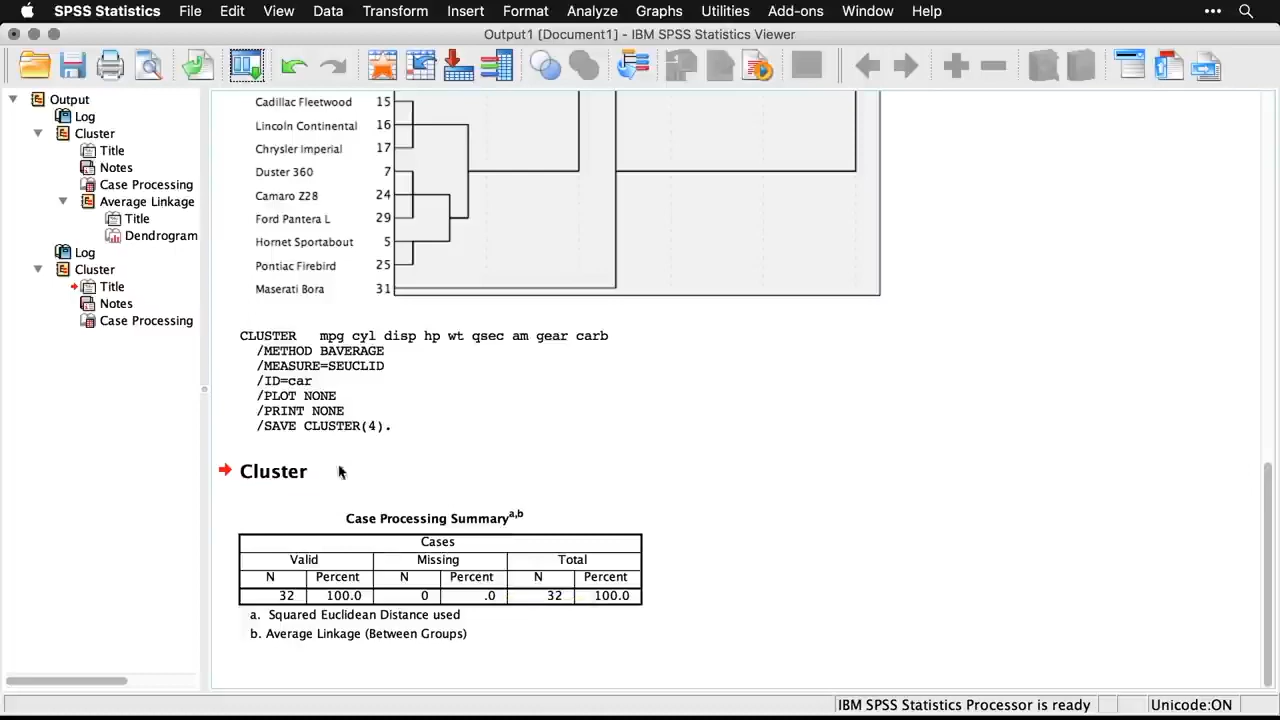 SPSS Statistics File Edit View Data Transform Insert Format Analyze Graphs Utilities Add-ons Window Help
Output1 [Document1] - IBM SPSS Statistics Viewer
Output
Log
Cluster
Title
Notes
Case Processing
Average Linkage
Title
Dendrogram
Log
Cluster
Title
Notes
Case Processing
Cadillac Fleetwood 15
Lincoln Continental 16
Chrysler Imperial 17
Duster 360 7
Camaro Z28 24
Ford Pantera L 29
Hornet Sportabout 5
Pontiac Firebird 25
Maserati Bora 31
CLUSTER mpg cyl disp hp wt qsec am gear carb
/METHOD BAVERAGE
/MEASURE=SEUCLID
/ID=car
/PLOT NONE
/PRINT NONE
/SAVE CLUSTER(4).
Cluster
Case Processing Summary a,b
Cases
Valid Missing Total
N Percent N Percent N Percent
32 100.0 0 .0 32 100.0
a. Squared Euclidean Distance used
b. Average Linkage (Between Groups)
IBM SPSS Statistics Processor is ready Unicode:ON